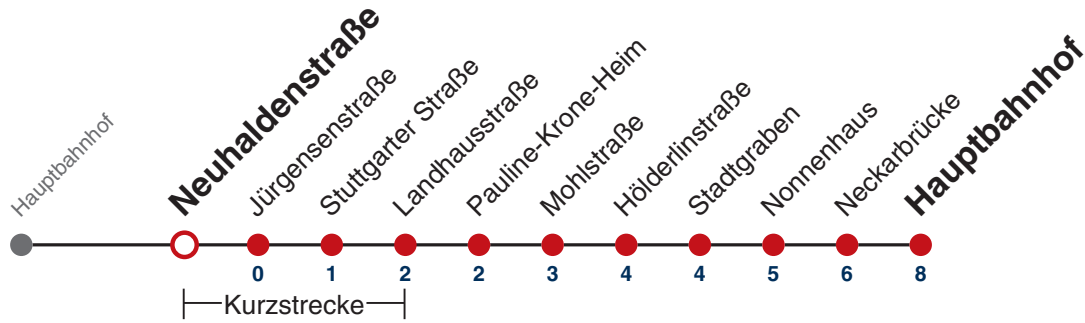 Hauptbahnhof
Neuhaldenstraße
Jürgensenstraße
Stuttgarter Straße
Landhausstraße
Pauline-Krone-Heim
Mohlstraße
Hölderlinstraße
Stadtgraben
Nonnenhaus
Neckarbrücke
Hauptbahnhof
0 1 2 2 3 4 4 5 6 8
Kurzstrecke